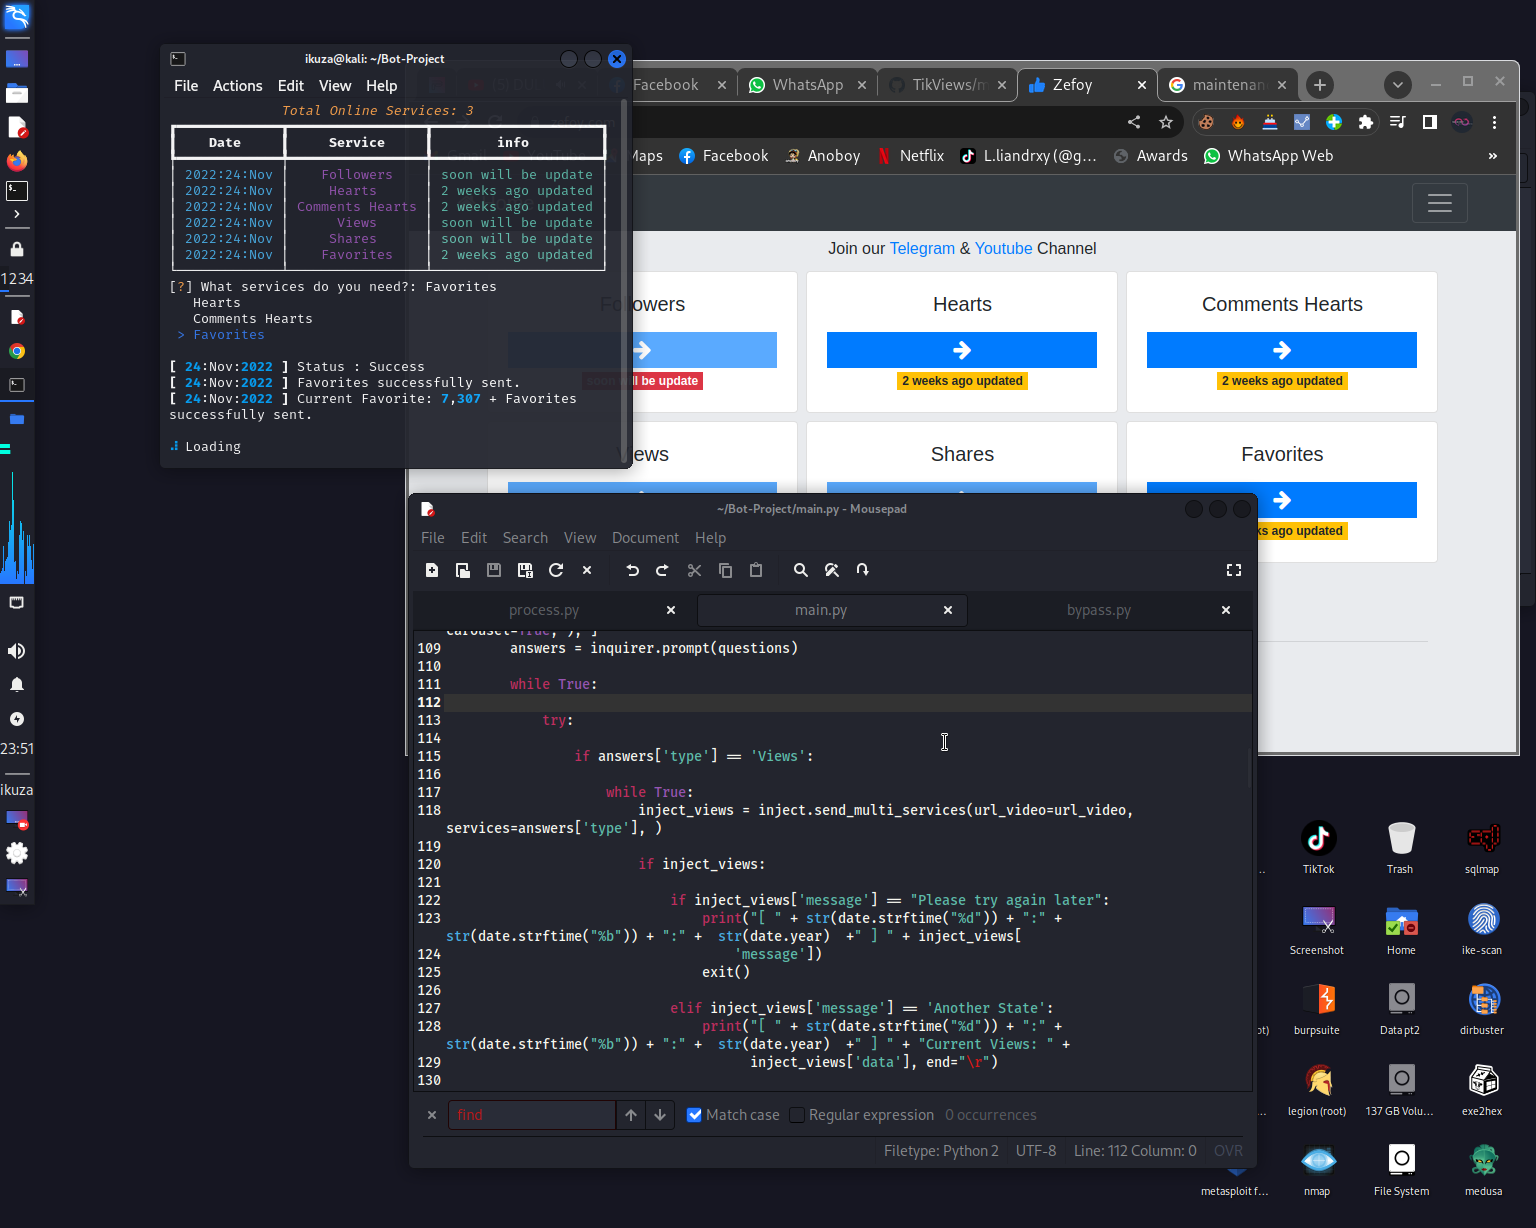 ikuza@kali: ~/Bot-Project
File Actions Edit View Help
Total Online Services: 3
Date Service info
2022:24:Nov Followers soon will be update
2022:24:Nov Hearts 2 weeks ago updated
2022:24:Nov Comments Hearts 2 weeks ago updated
2022:24:Nov Views soon will be update
2022:24:Nov Shares soon will be update
2022:24:Nov Favorites 2 weeks ago updated
[?] What services do you need?: Favorites
Hearts
Comments Hearts
> Favorites
[ 24:Nov:2022 ] Status : Success
[ 24:Nov:2022 ] Favorites successfully sent.
[ 24:Nov:2022 ] Current Favorite: 7,307 + Favorites
successfully sent.
Loading
Facebook WhatsApp TikViews/m Zefoy maintenan
Maps Facebook Anoboy Netflix L.liandrxy (@g... Awards WhatsApp Web »
Join our Telegram & Youtube Channel
Followers Hearts Comments Hearts
soon will be update 2 weeks ago updated 2 weeks ago updated
Views Shares Favorites
ks ago updated
~/Bot-Project/main.py - Mousepad
File Edit Search View Document Help
process.py main.py bypass.py
carousel=True, ), ]
109 answers = inquirer.prompt(questions)
110
111 while True:
112
113 try:
114
115 if answers['type'] == 'Views':
116
117 while True:
118 inject_views = inject.send_multi_services(url_video=url_video,
services=answers['type'], )
119
120 if inject_views:
121
122 if inject_views['message'] == "Please try again later":
123 print("[ " + str(date.strftime("%d")) + ":" +
str(date.strftime("%b")) + ":" + str(date.year) +" ] " + inject_views[
124 'message'])
125 exit()
126
127 elif inject_views['message'] == 'Another State':
128 print("[ " + str(date.strftime("%d")) + ":" +
str(date.strftime("%b")) + ":" + str(date.year) +" ] " + "Current Views: " +
129 inject_views['data'], end="\r")
130
find Match case Regular expression 0 occurrences
Filetype: Python 2 UTF-8 Line: 112 Column: 0 OVR
1234
23:51
ikuza
.. TikTok Trash sqlmap
Screenshot Home ike-scan
ot) burpsuite Data pt2 dirbuster
... legion (root) 137 GB Volu... exe2hex
metasploit f... nmap File System medusa